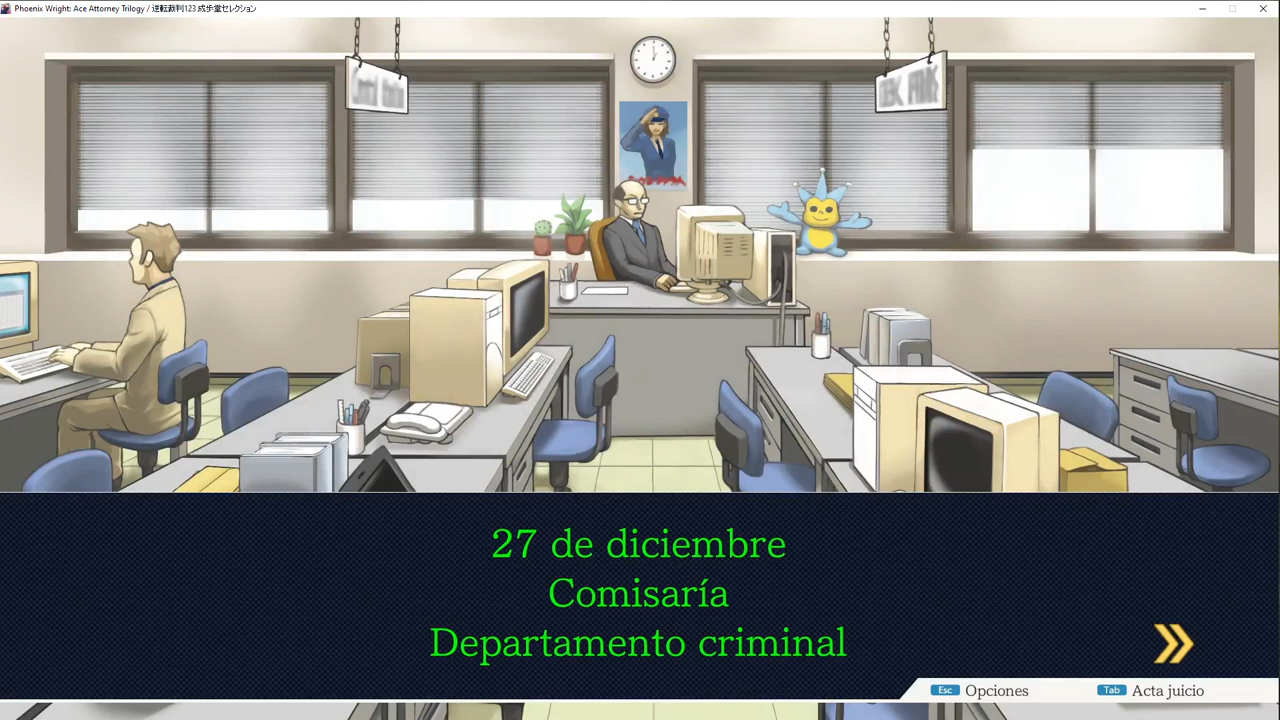 Phoenix Wright: Ace Attorney Trilogy / 逆転裁判123 成歩堂セレクション
27 de diciembre
Comisaría
Departamento criminal
Esc Opciones
Tab Acta juicio